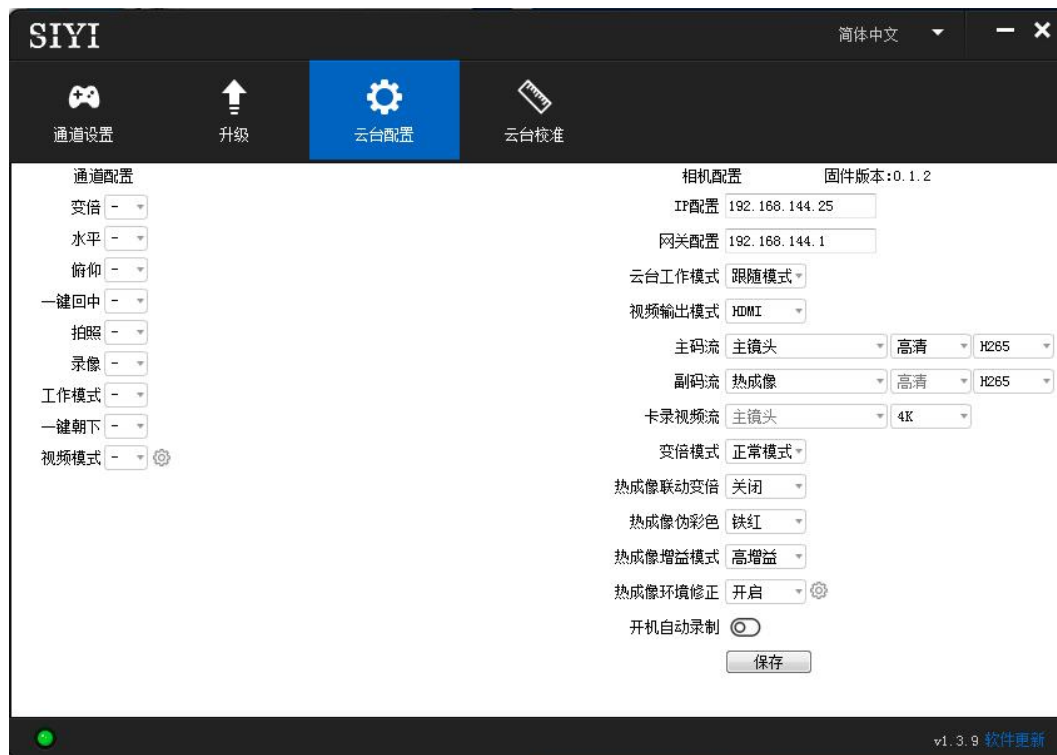 SIYI
简体中文
通道设置 升级 云台配置 云台校准
通道配置
变倍 -
水平 -
俯仰 -
一键回中 -
拍照 -
录像 -
工作模式 -
一键朝下 -
视频模式 -
相机配置 固件版本:0.1.2
IP配置 192.168.144.25
网关配置 192.168.144.1
云台工作模式 跟随模式
视频输出模式 HDMI
主码流 主镜头 高清 H265
副码流 热成像 高清 H265
卡录视频流 主镜头 4K
变倍模式 正常模式
热成像联动变倍 关闭
热成像伪彩色 铁红
热成像增益模式 高增益
热成像环境修正 开启
开机自动录制
保存
v1.3.9 软件更新